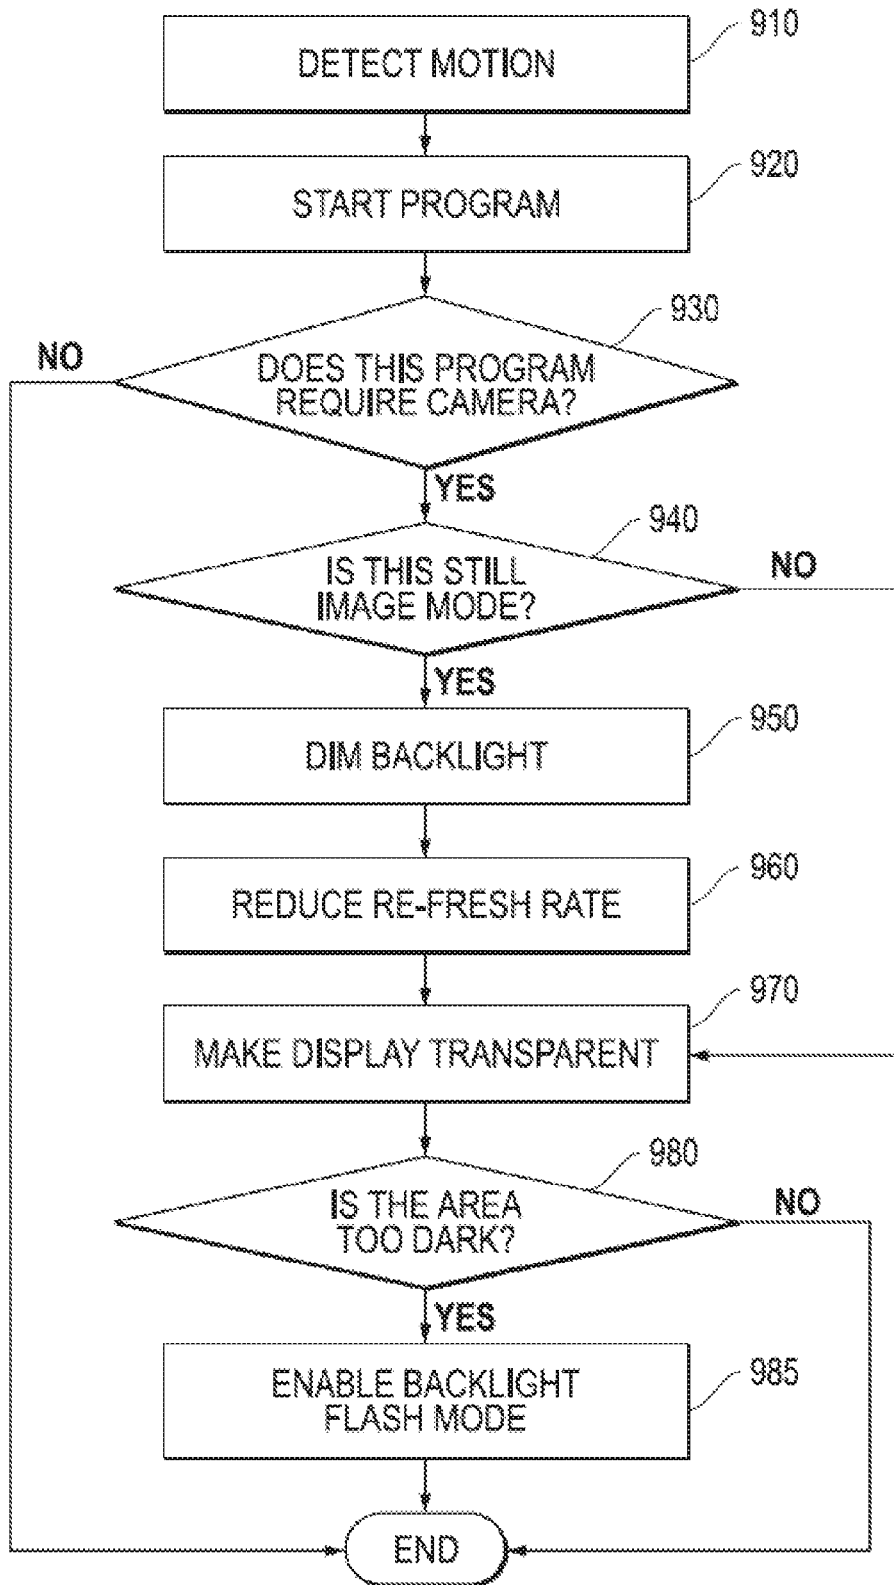 910
DETECT MOTION
920
START PROGRAM
930
NO
DOES THIS PROGRAM
REQUIRE CAMERA?
YES
940
IS THIS STILL
IMAGE MODE?
NO
YES
950
DIM BACKLIGHT
960
REDUCE RE-FRESH RATE
970
MAKE DISPLAY TRANSPARENT
980
IS THE AREA
TOO DARK?
NO
YES
985
ENABLE BACKLIGHT
FLASH MODE
END